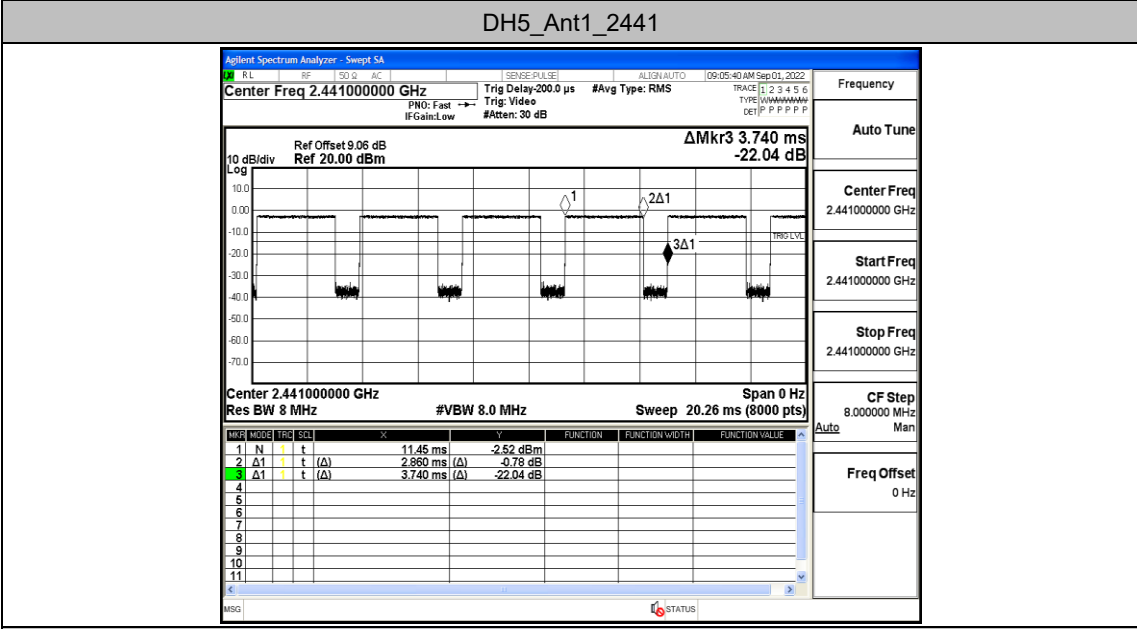 DH5_Ant1_2441
Agilent Spectrum Analyzer - Swept SA
LXI RL RF 50 Ω AC SENSE:PULSE ALIGNAUTO 09:05:40 AM Sep 01, 2022
Center Freq 2.441000000 GHz
PNO: Fast
IFGain:Low
Trig Delay-200.0 µs
Trig: Video
#Atten: 30 dB
#Avg Type: RMS
TRACE 1 2 3 4 5 6
TYPE
DET P P P P P P
Frequency
Auto Tune
Ref Offset 9.06 dB
10 dB/div Ref 20.00 dBm
Log
ΔMkr3 3.740 ms
-22.04 dB
10.0
0.00
-10.0
-20.0
-30.0
-40.0
-50.0
-60.0
-70.0
1
2Δ1
3Δ1
TRIG LVL
Center Freq
2.441000000 GHz
Start Freq
2.441000000 GHz
Stop Freq
2.441000000 GHz
CF Step
8.000000 MHz
Auto Man
Freq Offset
0 Hz
Center 2.441000000 GHz Span 0 Hz
Res BW 8 MHz #VBW 8.0 MHz Sweep 20.26 ms (8000 pts)
MKR MODE TRC SCL X Y FUNCTION FUNCTION WIDTH FUNCTION VALUE
1 N 1 t 11.45 ms -2.52 dBm
2 Δ1 1 t (Δ) 2.860 ms (Δ) -0.78 dB
3 Δ1 1 t (Δ) 3.740 ms (Δ) -22.04 dB
4
5
6
7
8
9
10
11
MSG STATUS